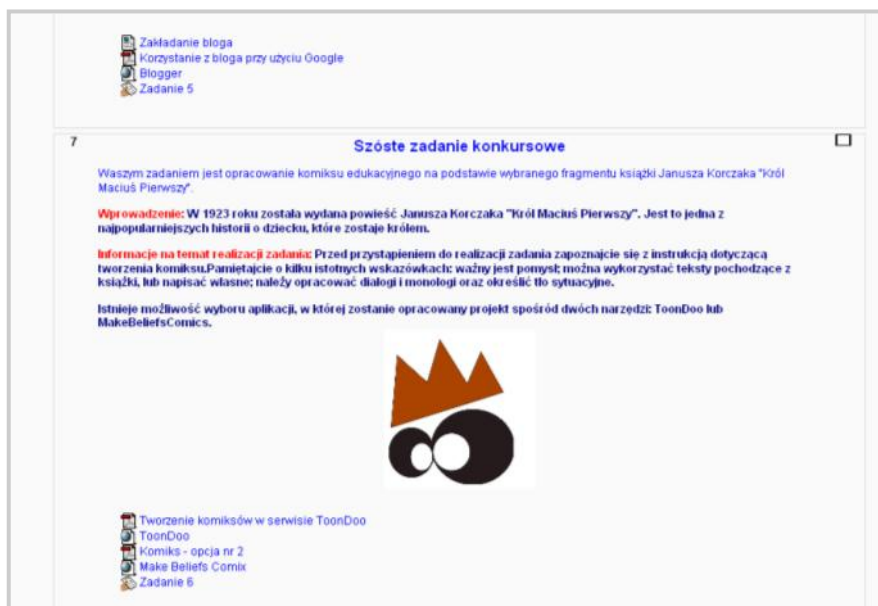 Zakładanie bloga
Korzystanie z bloga przy użyciu Google
Blogger
Zadanie 5
7
Szóste zadanie konkursowe
Waszym zadaniem jest opracowanie komiksu edukacyjnego na podstawie wybranego fragmentu książki Janusza Korczaka "Król
Maciuś Pierwszy".
Wprowadzenie: W 1923 roku została wydana powieść Janusza Korczaka "Król Maciuś Pierwszy". Jest to jedna z
najpopularniejszych historii o dziecku, które zostaje królem.
Informacje na temat realizacji zadania: Przed przystąpieniem do realizacji zadania zapoznajcie się z instrukcją dotyczącą
tworzenia komiksu.Pamiętajcie o kilku istotnych wskazówkach: ważny jest pomysł; można wykorzystać teksty pochodzące z
książki, lub napisać własne; należy opracować dialogi i monologi oraz określić tło sytuacyjne.
Istnieje możliwość wyboru aplikacji, w której zostanie opracowany projekt spośród dwóch narzędzi: ToonDoo lub
MakeBeliefsComics.
Tworzenie komiksów w serwisie ToonDoo
ToonDoo
Komiks - opcja nr 2
Make Beliefs Comix
Zadanie 6